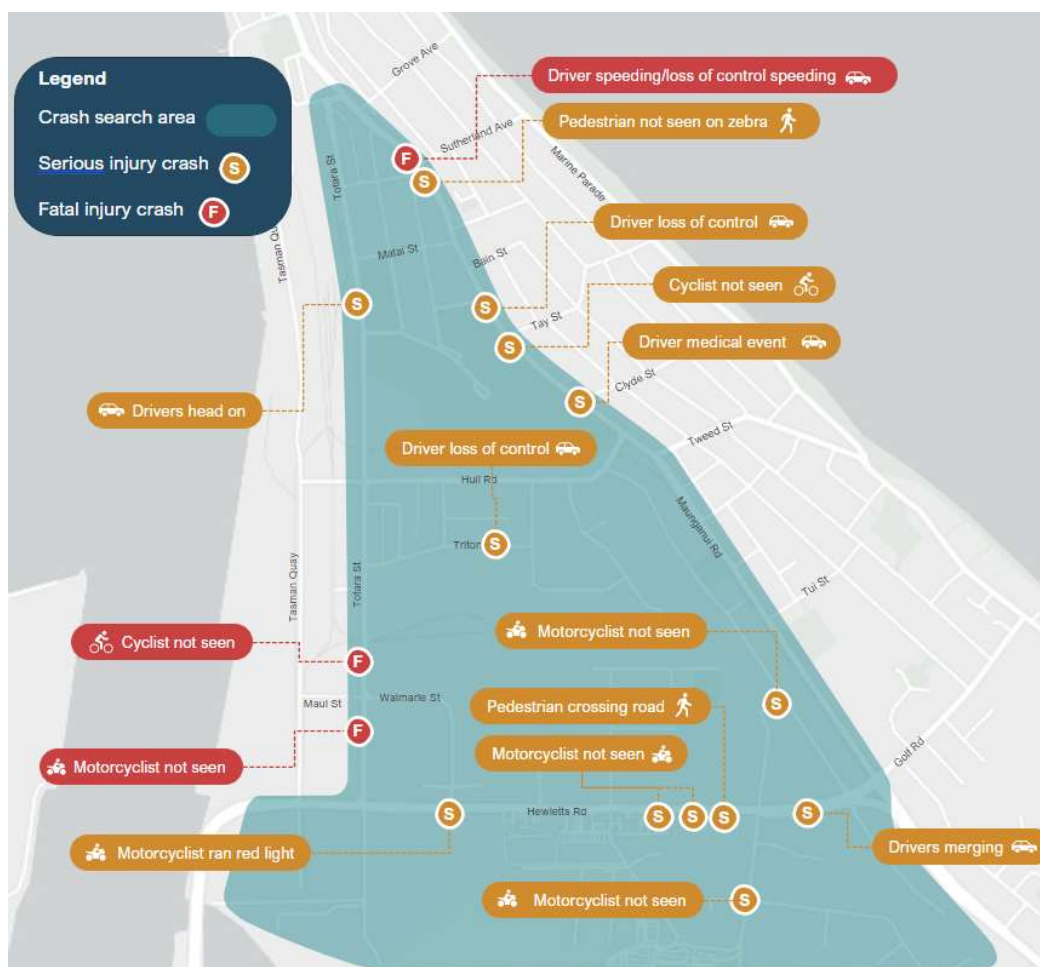 Legend
Crash search area
Serious injury crash S
Fatal injury crash F
Grove Ave
Driver speeding/loss of control speeding
Pedestrian not seen on zebra
Sutherland Ave
Marine Parade
F
S
Totara St
Tasman Qu
Driver loss of control
Matai St
Bain St
Cyclist not seen
S
S
Tay St
S
Driver medical event
Clyde St
S
Drivers head on
Tweed St
Driver loss of control
Hull Rd
Maunganui Rd
Triton
S
Tasman Quay
Totara St
Tui St
Cyclist not seen
F
Motorcyclist not seen
Maui St
Walmarie St
S
Pedestrian crossing road
Motorcyclist not seen
F
Motorcyclist not seen
Golf Rd
S
Hewletts Rd
S
S
S
S
Motorcyclist ran red light
Drivers merging
Motorcyclist not seen
S